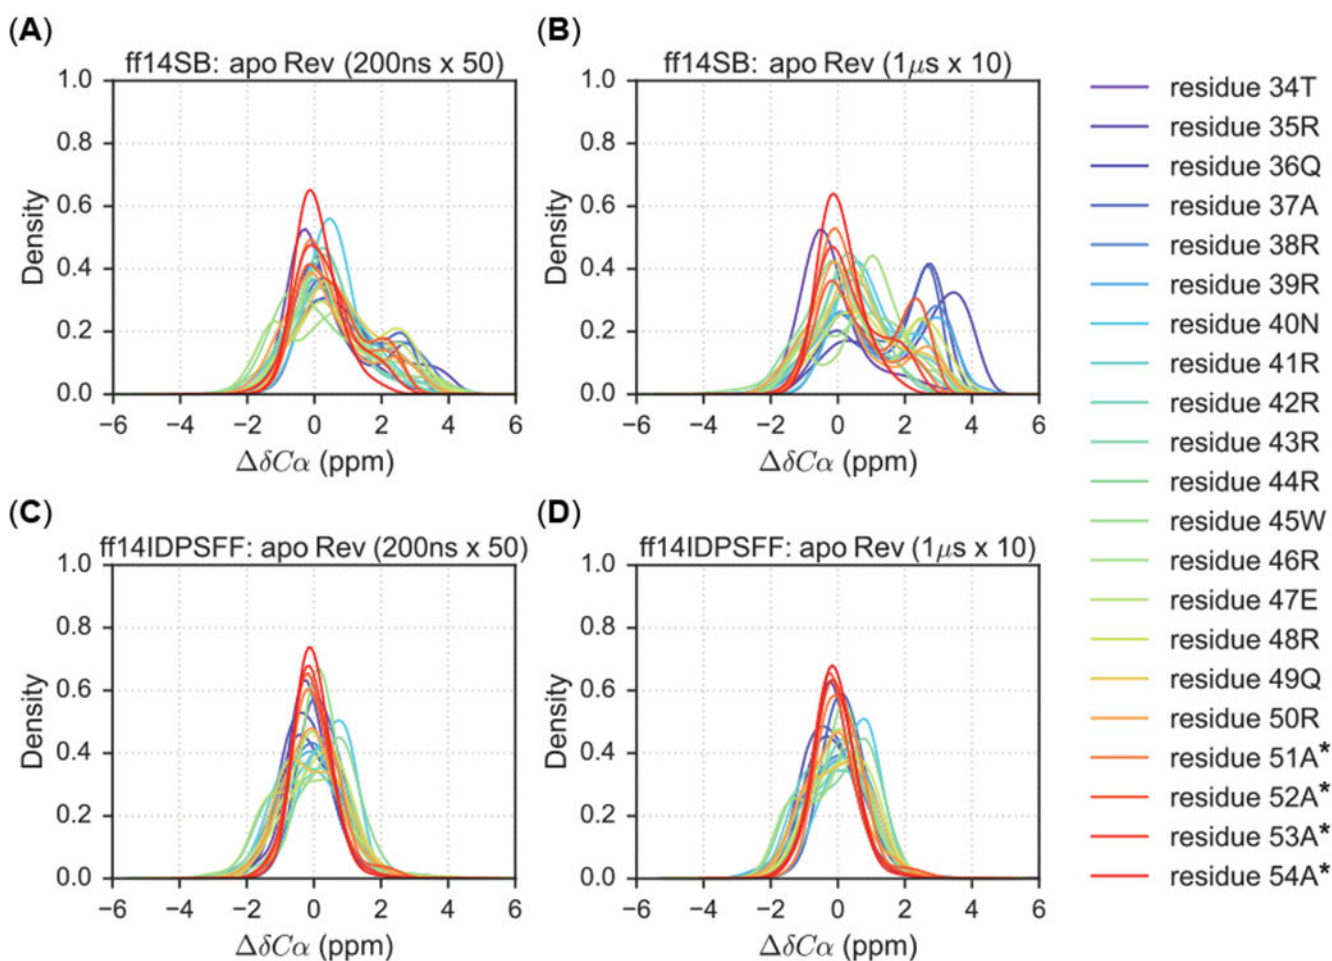 (A)
ff14SB: apo Rev (200ns x 50)
1.0
0.8
0.6
0.4
0.2
0.0
Density
−6 −4 −2 0 2 4 6
ΔδCα (ppm)
(B)
ff14SB: apo Rev (1μs x 10)
1.0
0.8
0.6
0.4
0.2
0.0
Density
−6 −4 −2 0 2 4 6
ΔδCα (ppm)
(C)
ff14IDPSFF: apo Rev (200ns x 50)
1.0
0.8
0.6
0.4
0.2
0.0
Density
−6 −4 −2 0 2 4 6
ΔδCα (ppm)
(D)
ff14IDPSFF: apo Rev (1μs x 10)
1.0
0.8
0.6
0.4
0.2
0.0
Density
−6 −4 −2 0 2 4 6
ΔδCα (ppm)
residue 34T
residue 35R
residue 36Q
residue 37A
residue 38R
residue 39R
residue 40N
residue 41R
residue 42R
residue 43R
residue 44R
residue 45W
residue 46R
residue 47E
residue 48R
residue 49Q
residue 50R
residue 51A*
residue 52A*
residue 53A*
residue 54A*